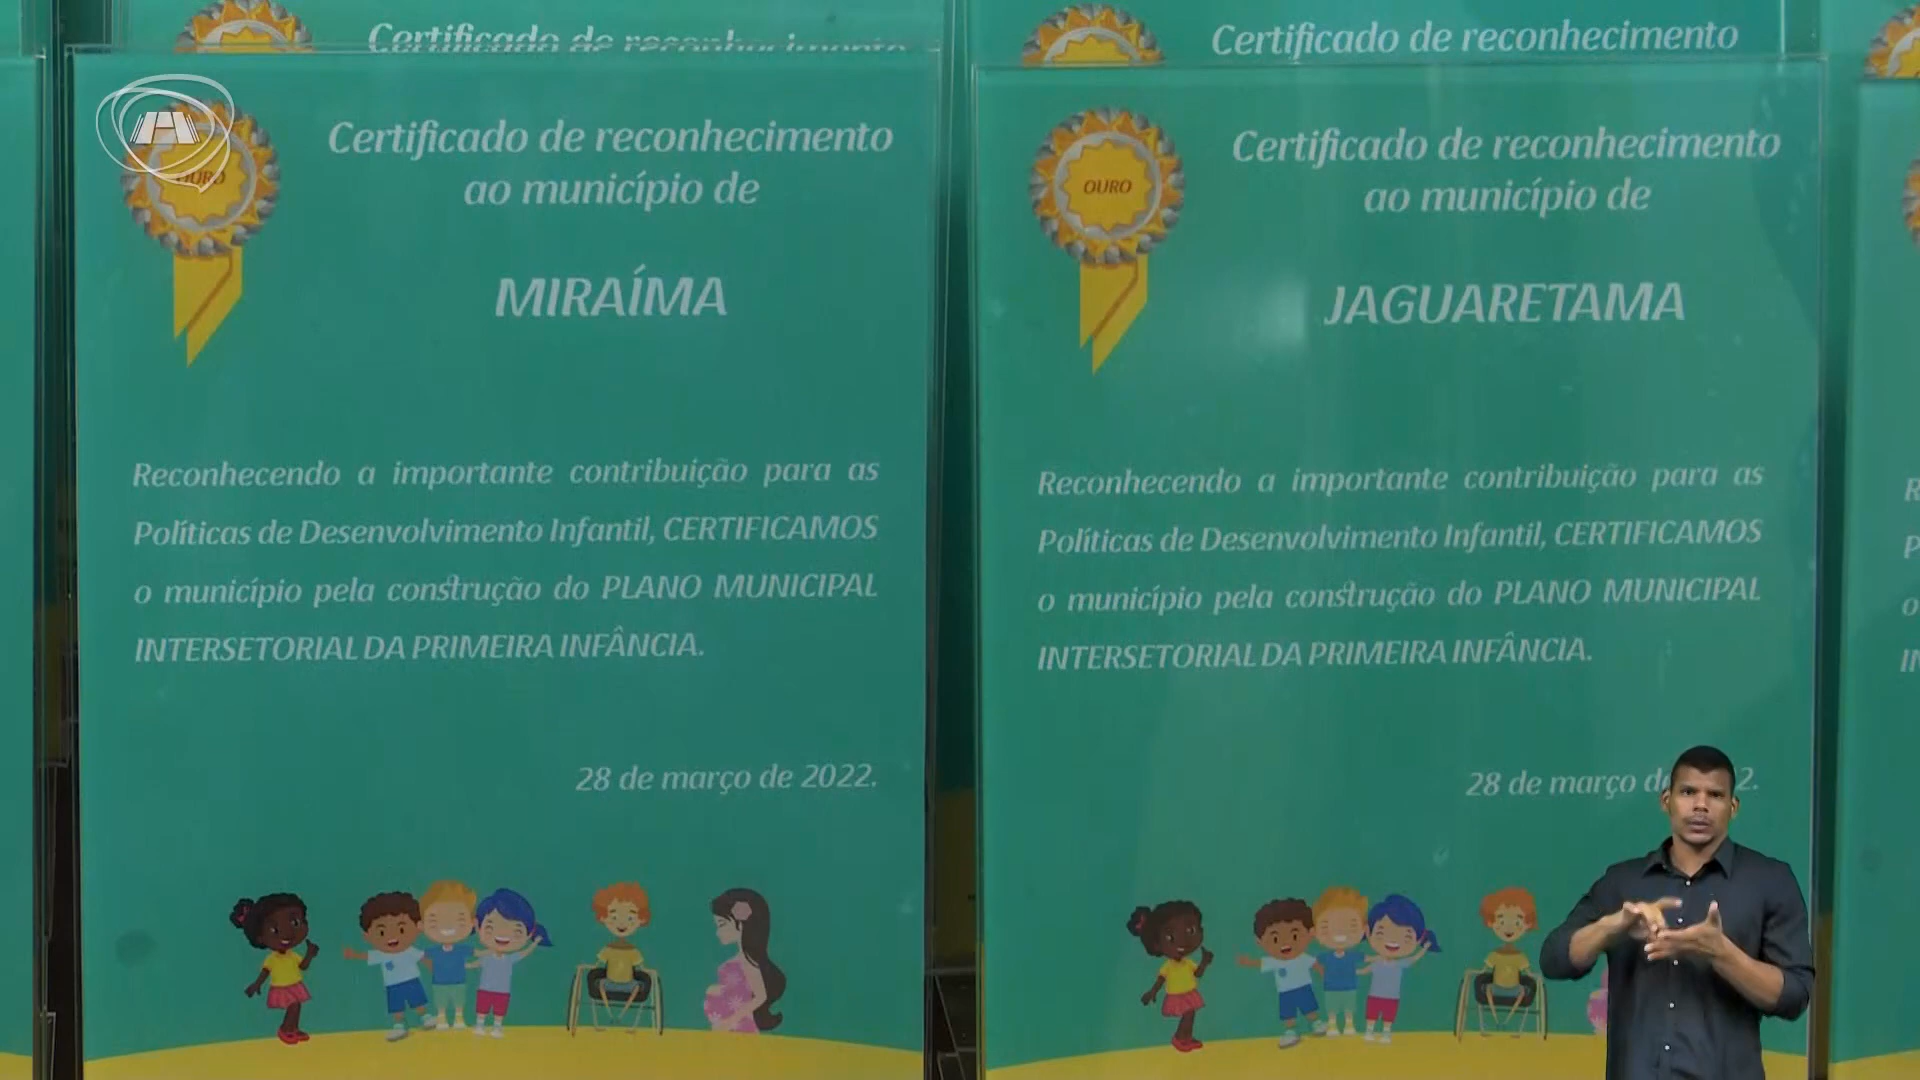 Certificado de reconhecimento
Certificado de reconhecimento
OURO
Certificado de reconhecimento
ao município de
MIRAÍMA
Reconhecendo a importante contribuição para as
Políticas de Desenvolvimento Infantil, CERTIFICAMOS
o município pela construção do PLANO MUNICIPAL
INTERSETORIAL DA PRIMEIRA INFÂNCIA.
28 de março de 2022.
OURO
Certificado de reconhecimento
ao município de
JAGUARETAMA
Reconhecendo a importante contribuição para as
Políticas de Desenvolvimento Infantil, CERTIFICAMOS
o município pela construção do PLANO MUNICIPAL
INTERSETORIAL DA PRIMEIRA INFÂNCIA.
28 de março